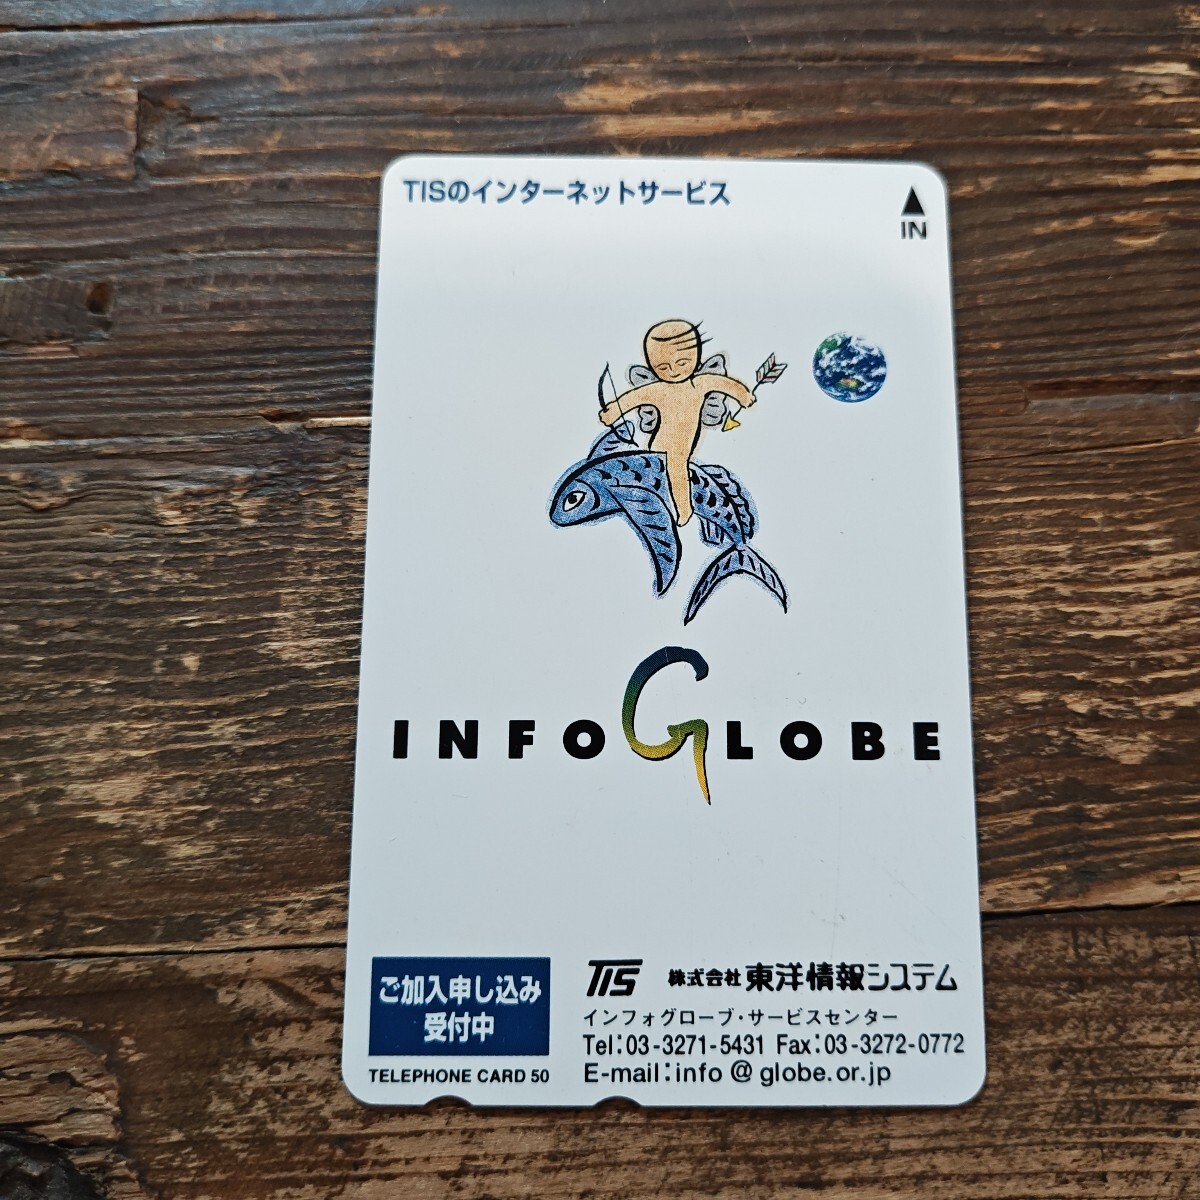 TISのインターネットサービス
IN
INFOGLOBE
ご加入申し込み
受付中
TELEPHONE CARD 50
TIS 株式会社 東洋情報システム
インフォグローブ・サービスセンター
Tel:03-3271-5431 Fax:03-3272-0772
E-mail:info@globe.or.jp